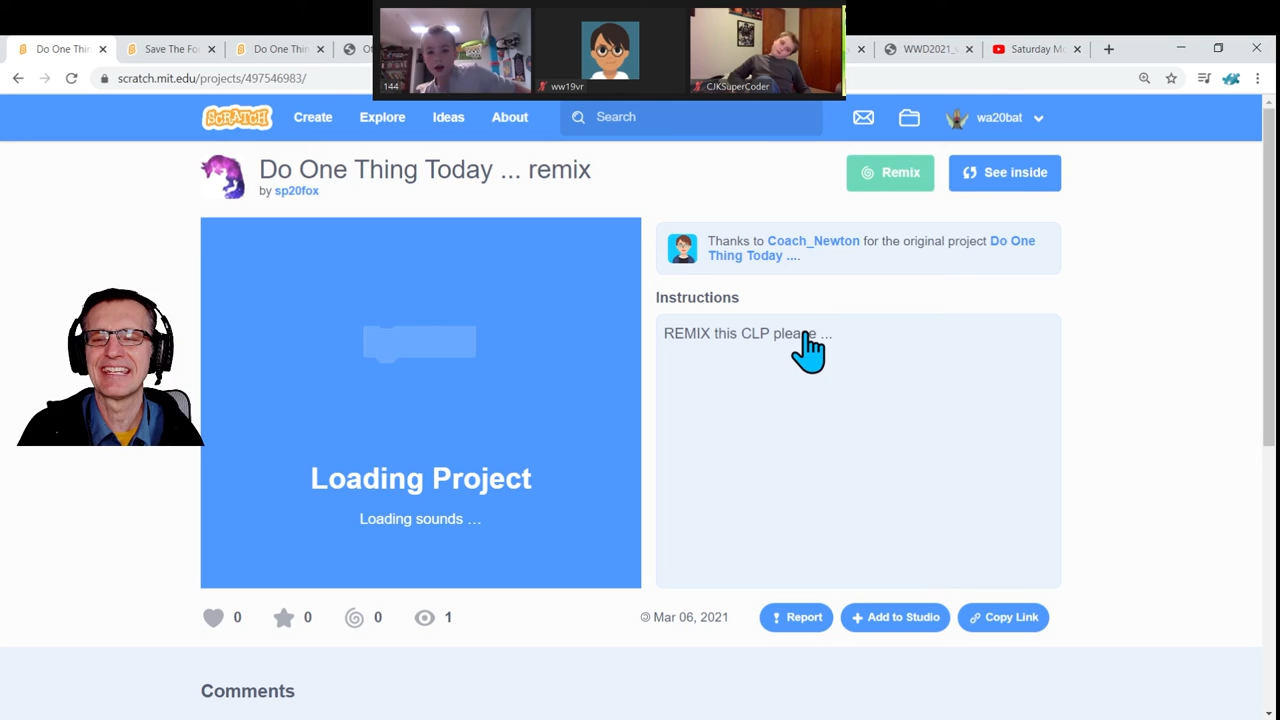 Do One Thin
Save The Fo
Do One Thin
WWD2021_
Saturday M
scratch.mit.edu/projects/497546983/
144
ww19vr
CJKSuperCoder
SCRATCH
Create
Explore
Ideas
About
Search
wa20bat
Do One Thing Today ... remix
by sp20fox
Remix
See inside
Thanks to Coach_Newton for the original project Do One
Thing Today ....
Instructions
REMIX this CLP please ...
Loading Project
Loading sounds …
0
0
0
1
© Mar 06, 2021
Report
Add to Studio
Copy Link
Comments